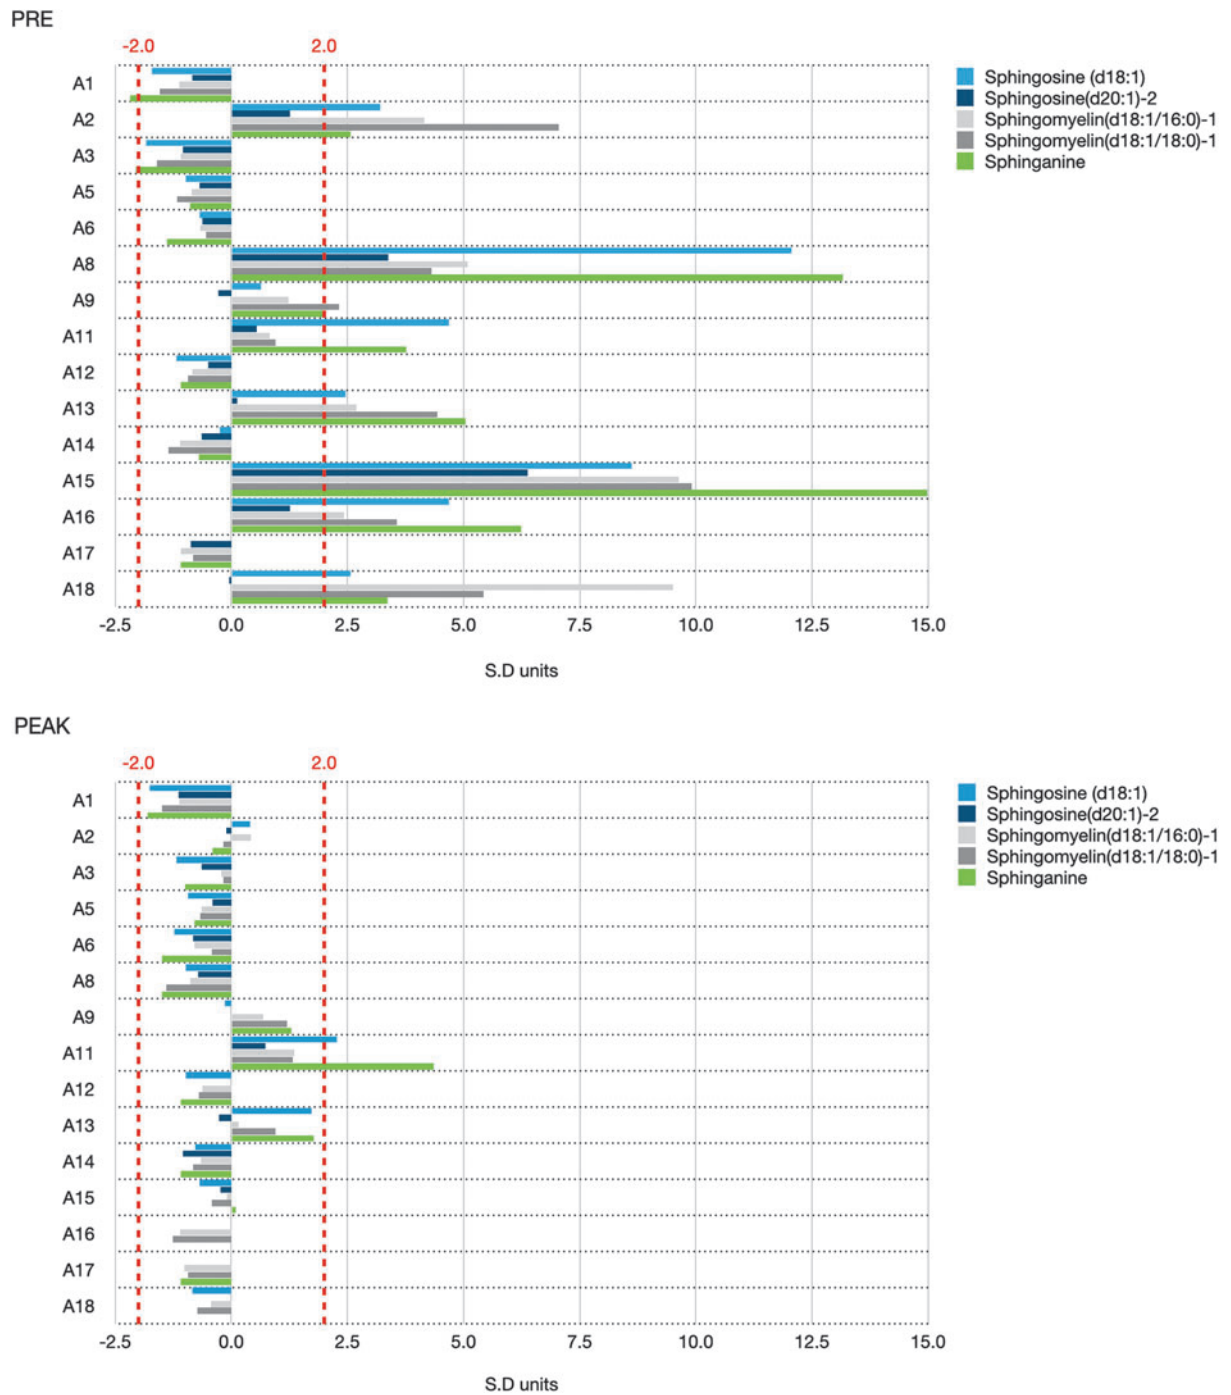 PRE
-2.0 2.0
A1
A2
A3
A5
A6
A8
A9
A11
A12
A13
A14
A15
A16
A17
A18
-2.5 0.0 2.5 5.0 7.5 10.0 12.5 15.0
S.D units
Sphingosine (d18:1)
Sphingosine(d20:1)-2
Sphingomyelin(d18:1/16:0)-1
Sphingomyelin(d18:1/18:0)-1
Sphinganine
PEAK
-2.0 2.0
A1
A2
A3
A5
A6
A8
A9
A11
A12
A13
A14
A15
A16
A17
A18
-2.5 0.0 2.5 5.0 7.5 10.0 12.5 15.0
S.D units
Sphingosine (d18:1)
Sphingosine(d20:1)-2
Sphingomyelin(d18:1/16:0)-1
Sphingomyelin(d18:1/18:0)-1
Sphinganine